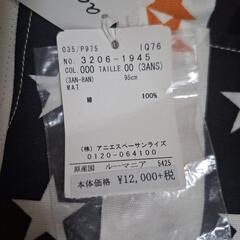 035/P975 IQ76
NO. 3206-1945
COL.000 TAILLE.00 (3ANS)
(3AN-8AN) 95cm
MAT
綿 100%
(株) アニエスベーサンライズ
0120-064100
原産国 ルーマニア 5425
本体価格 ¥12,000+税